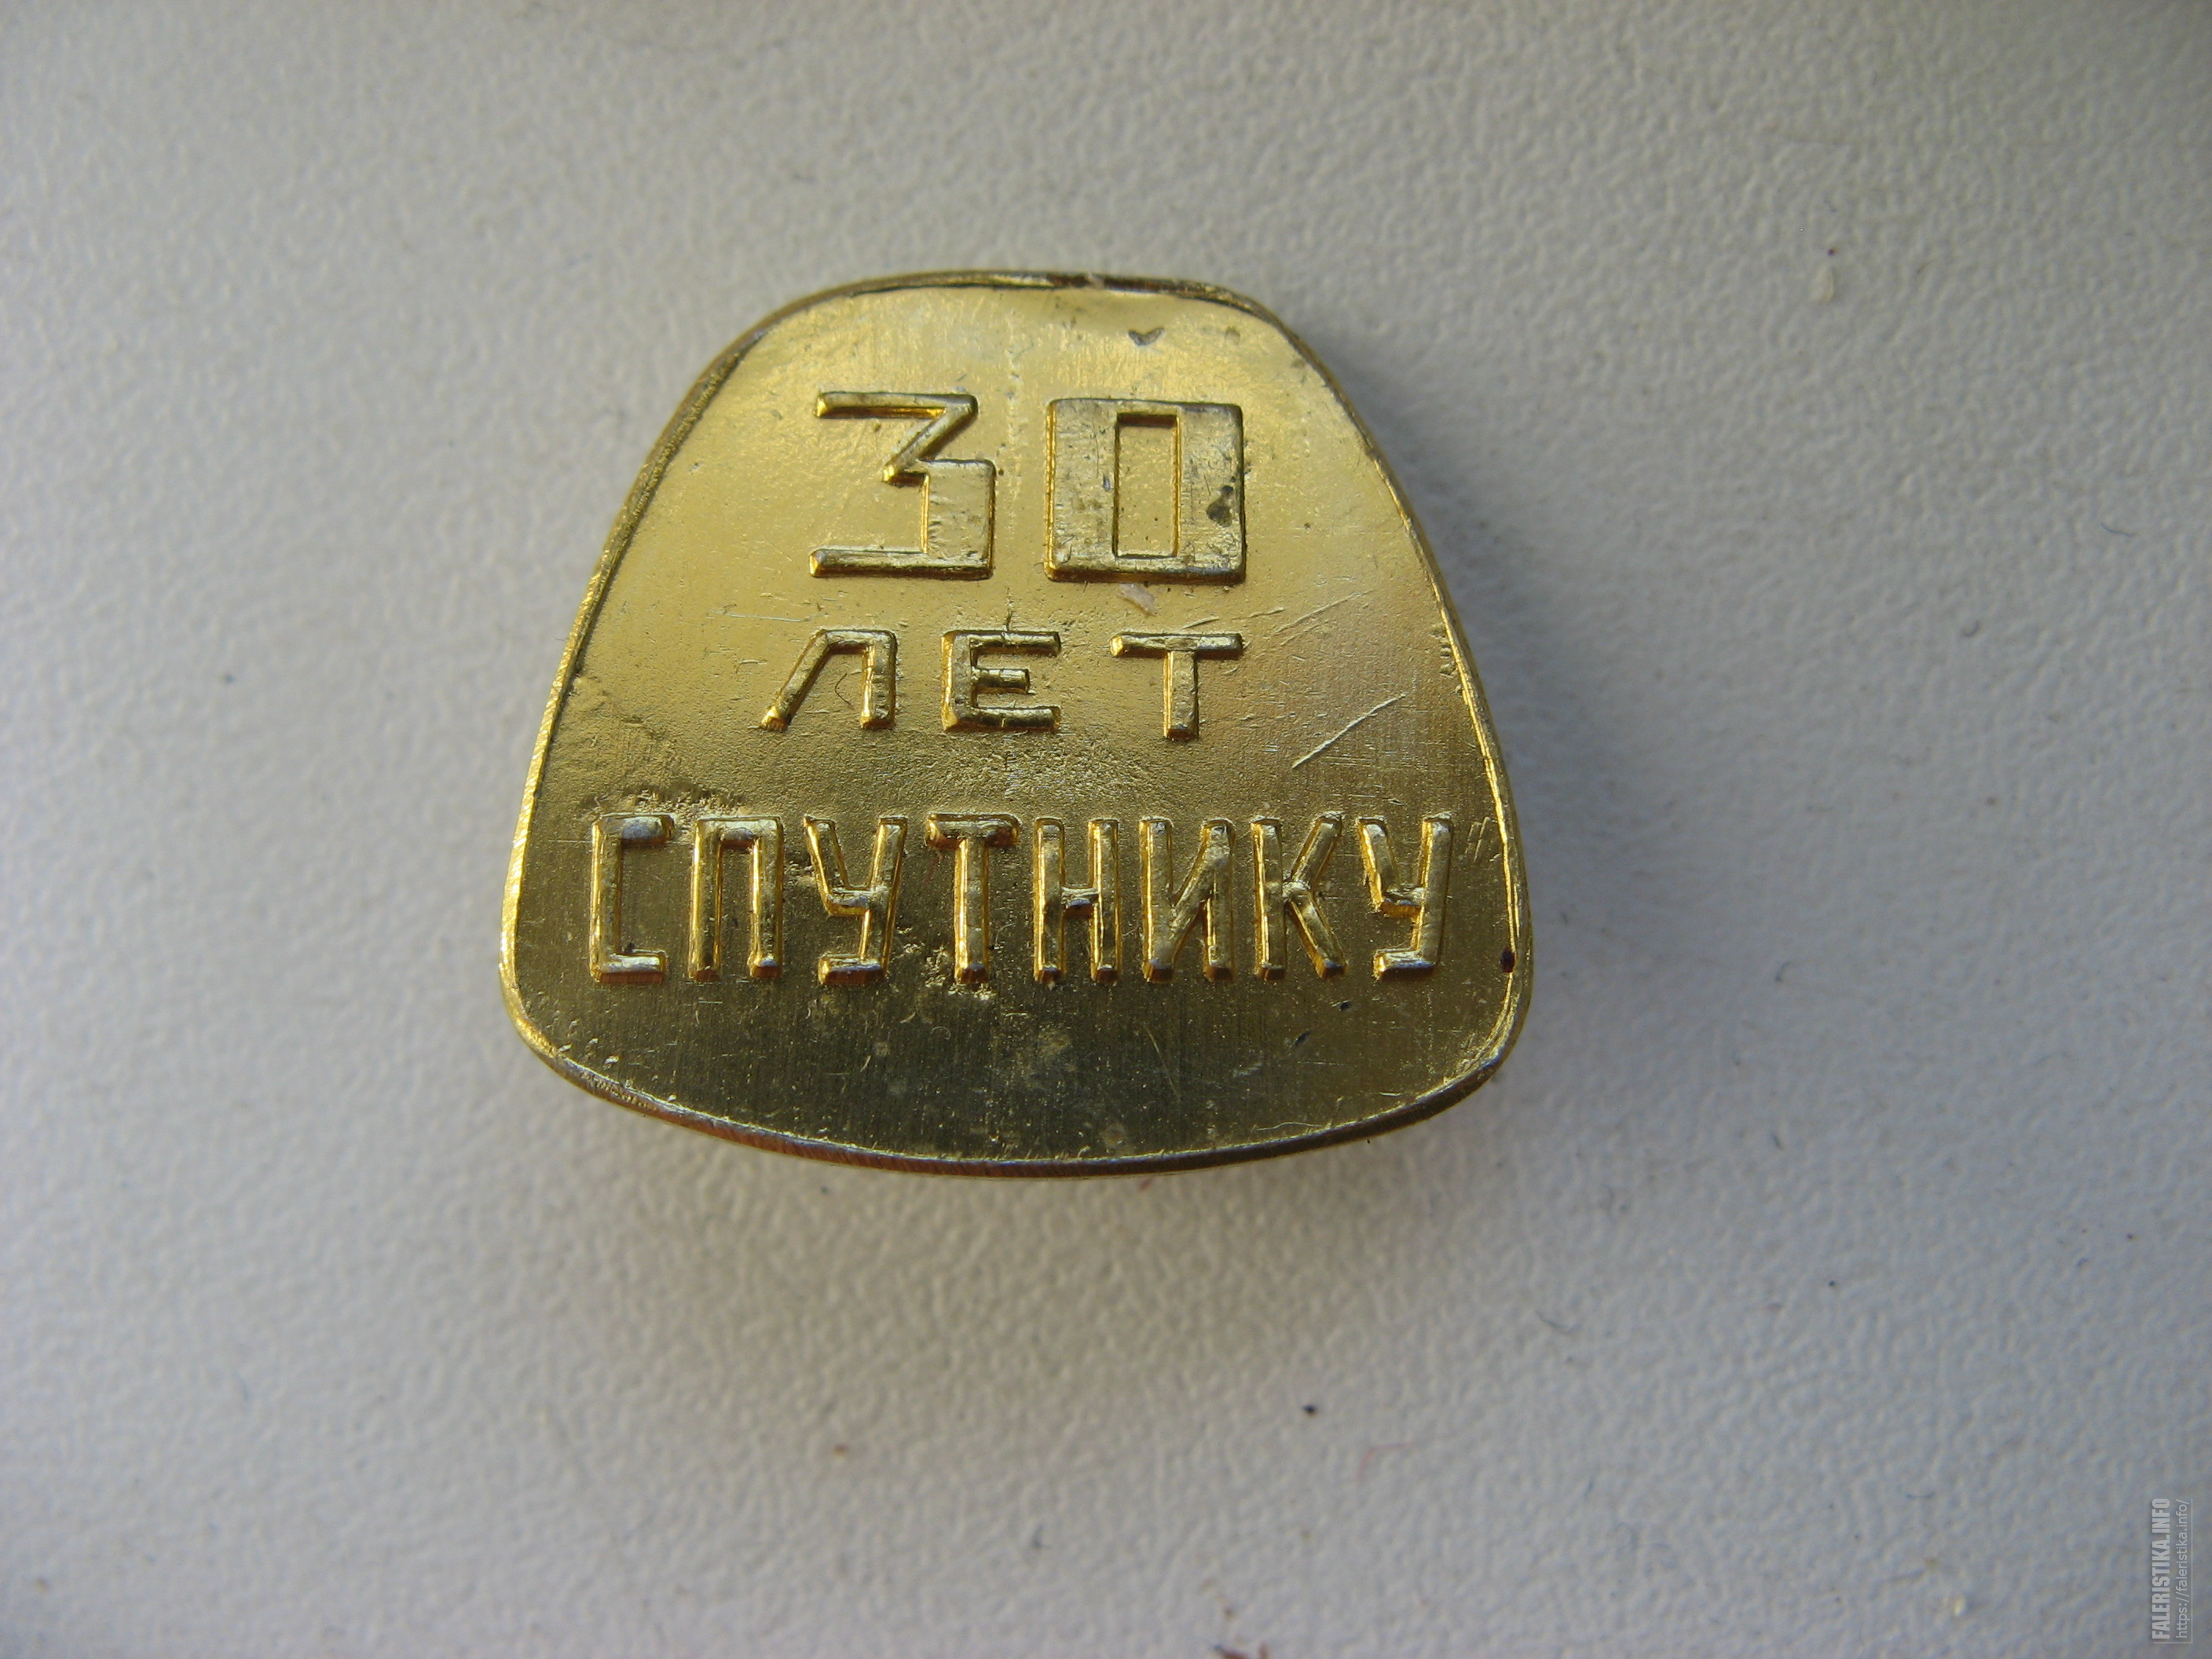 30
ЛЕТ
СПУТНИКУ
FALERISTIKA.INFO
https://faleristika.info/